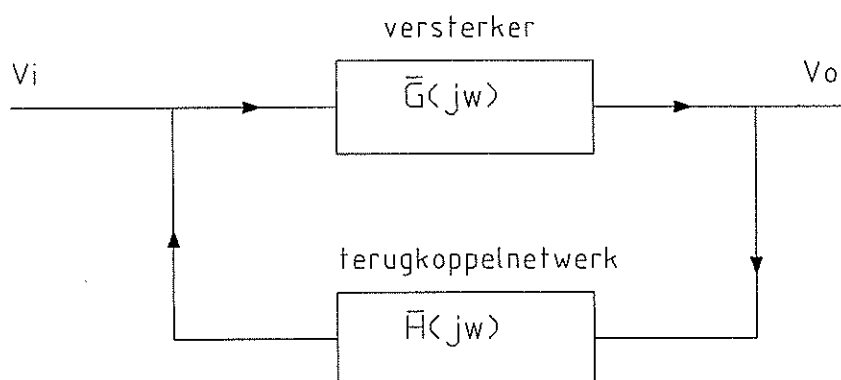 versterker
Vi
Vo
G̅(jw)
terugkoppelnetwerk
H̅(jw)